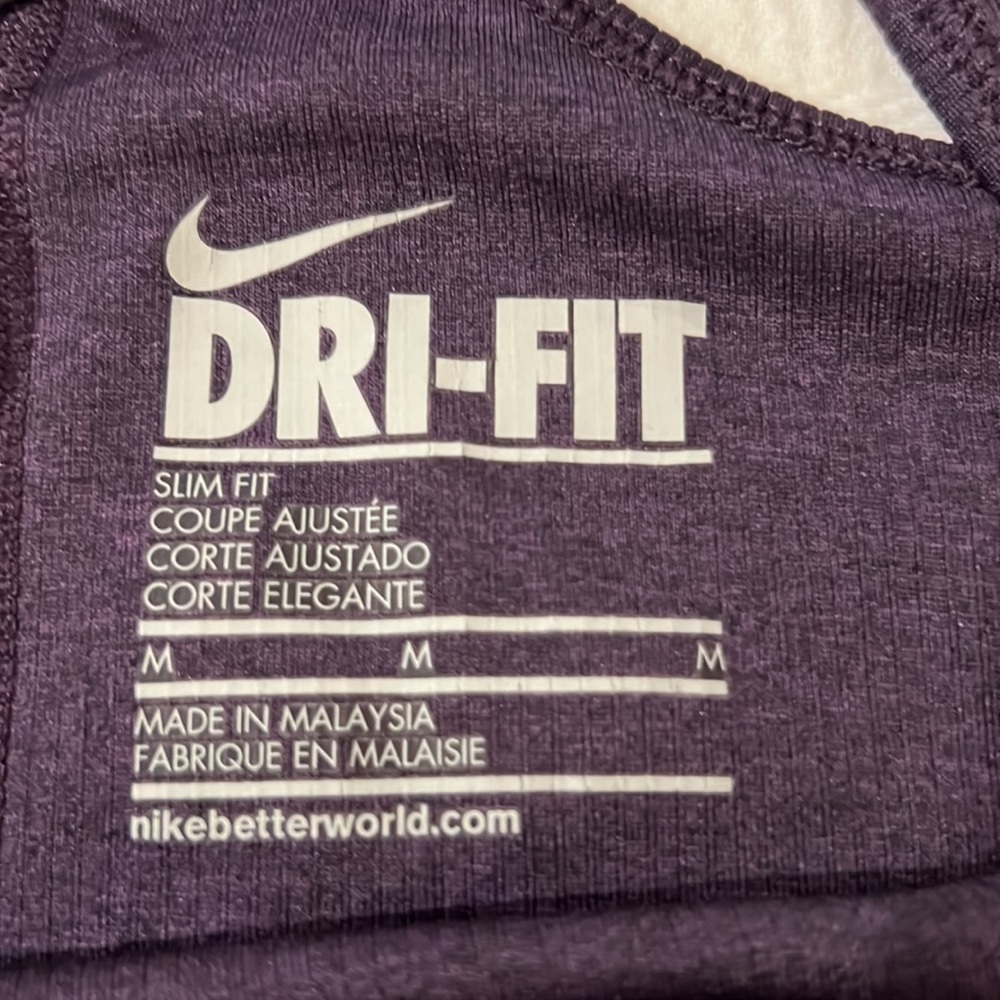 DRI-FIT
SLIM FIT
COUPE AJUSTÉE
CORTE AJUSTADO
CORTE ELEGANTE
M M M
MADE IN MALAYSIA
FABRIQUE EN MALAISIE
nikebetterworld.com